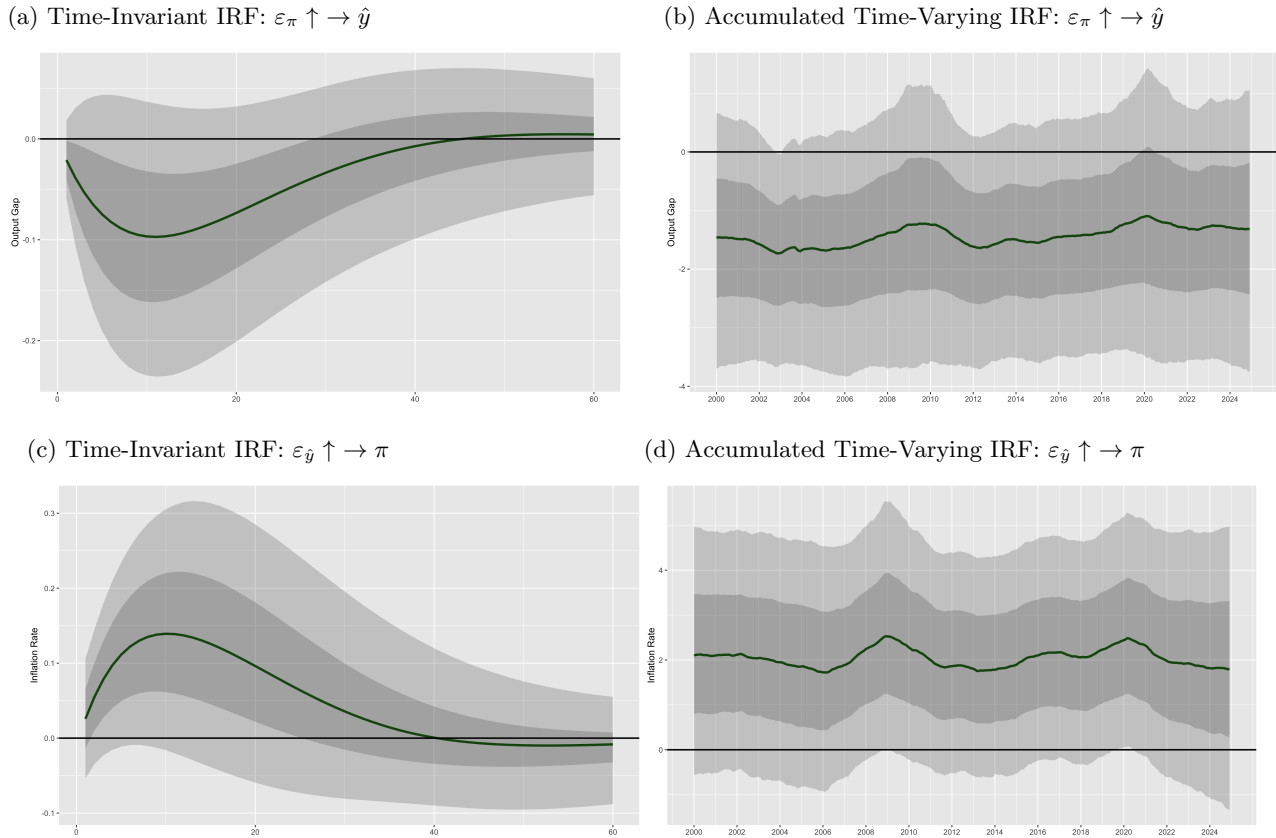 (a) Time-Invariant IRF: ε_π ↑ → ŷ
(b) Accumulated Time-Varying IRF: ε_π ↑ → ŷ
Output Gap
0.0
-0.1
-0.2
0 20 40 60
Output Gap
0
-2
-4
2000 2002 2004 2006 2008 2010 2012 2014 2016 2018 2020 2022 2024
(c) Time-Invariant IRF: ε_ŷ ↑ → π
(d) Accumulated Time-Varying IRF: ε_ŷ ↑ → π
Inflation Rate
0.3
0.2
0.1
0.0
-0.1
0 20 40 60
Inflation Rate
4
2
0
2000 2002 2004 2006 2008 2010 2012 2014 2016 2018 2020 2022 2024